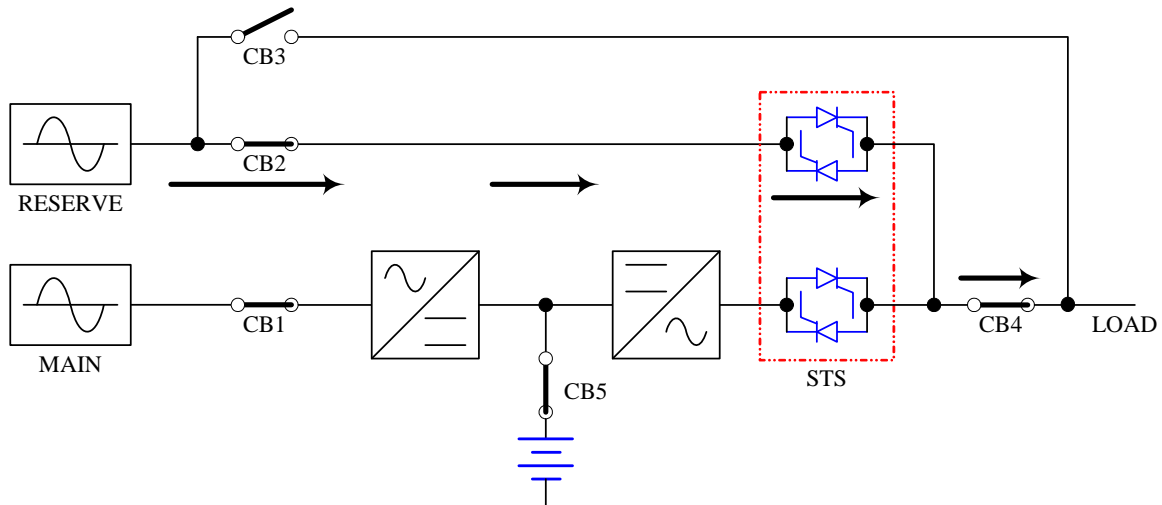 CB3
CB2
RESERVE
CB1
MAIN
CB5
STS
CB4
LOAD